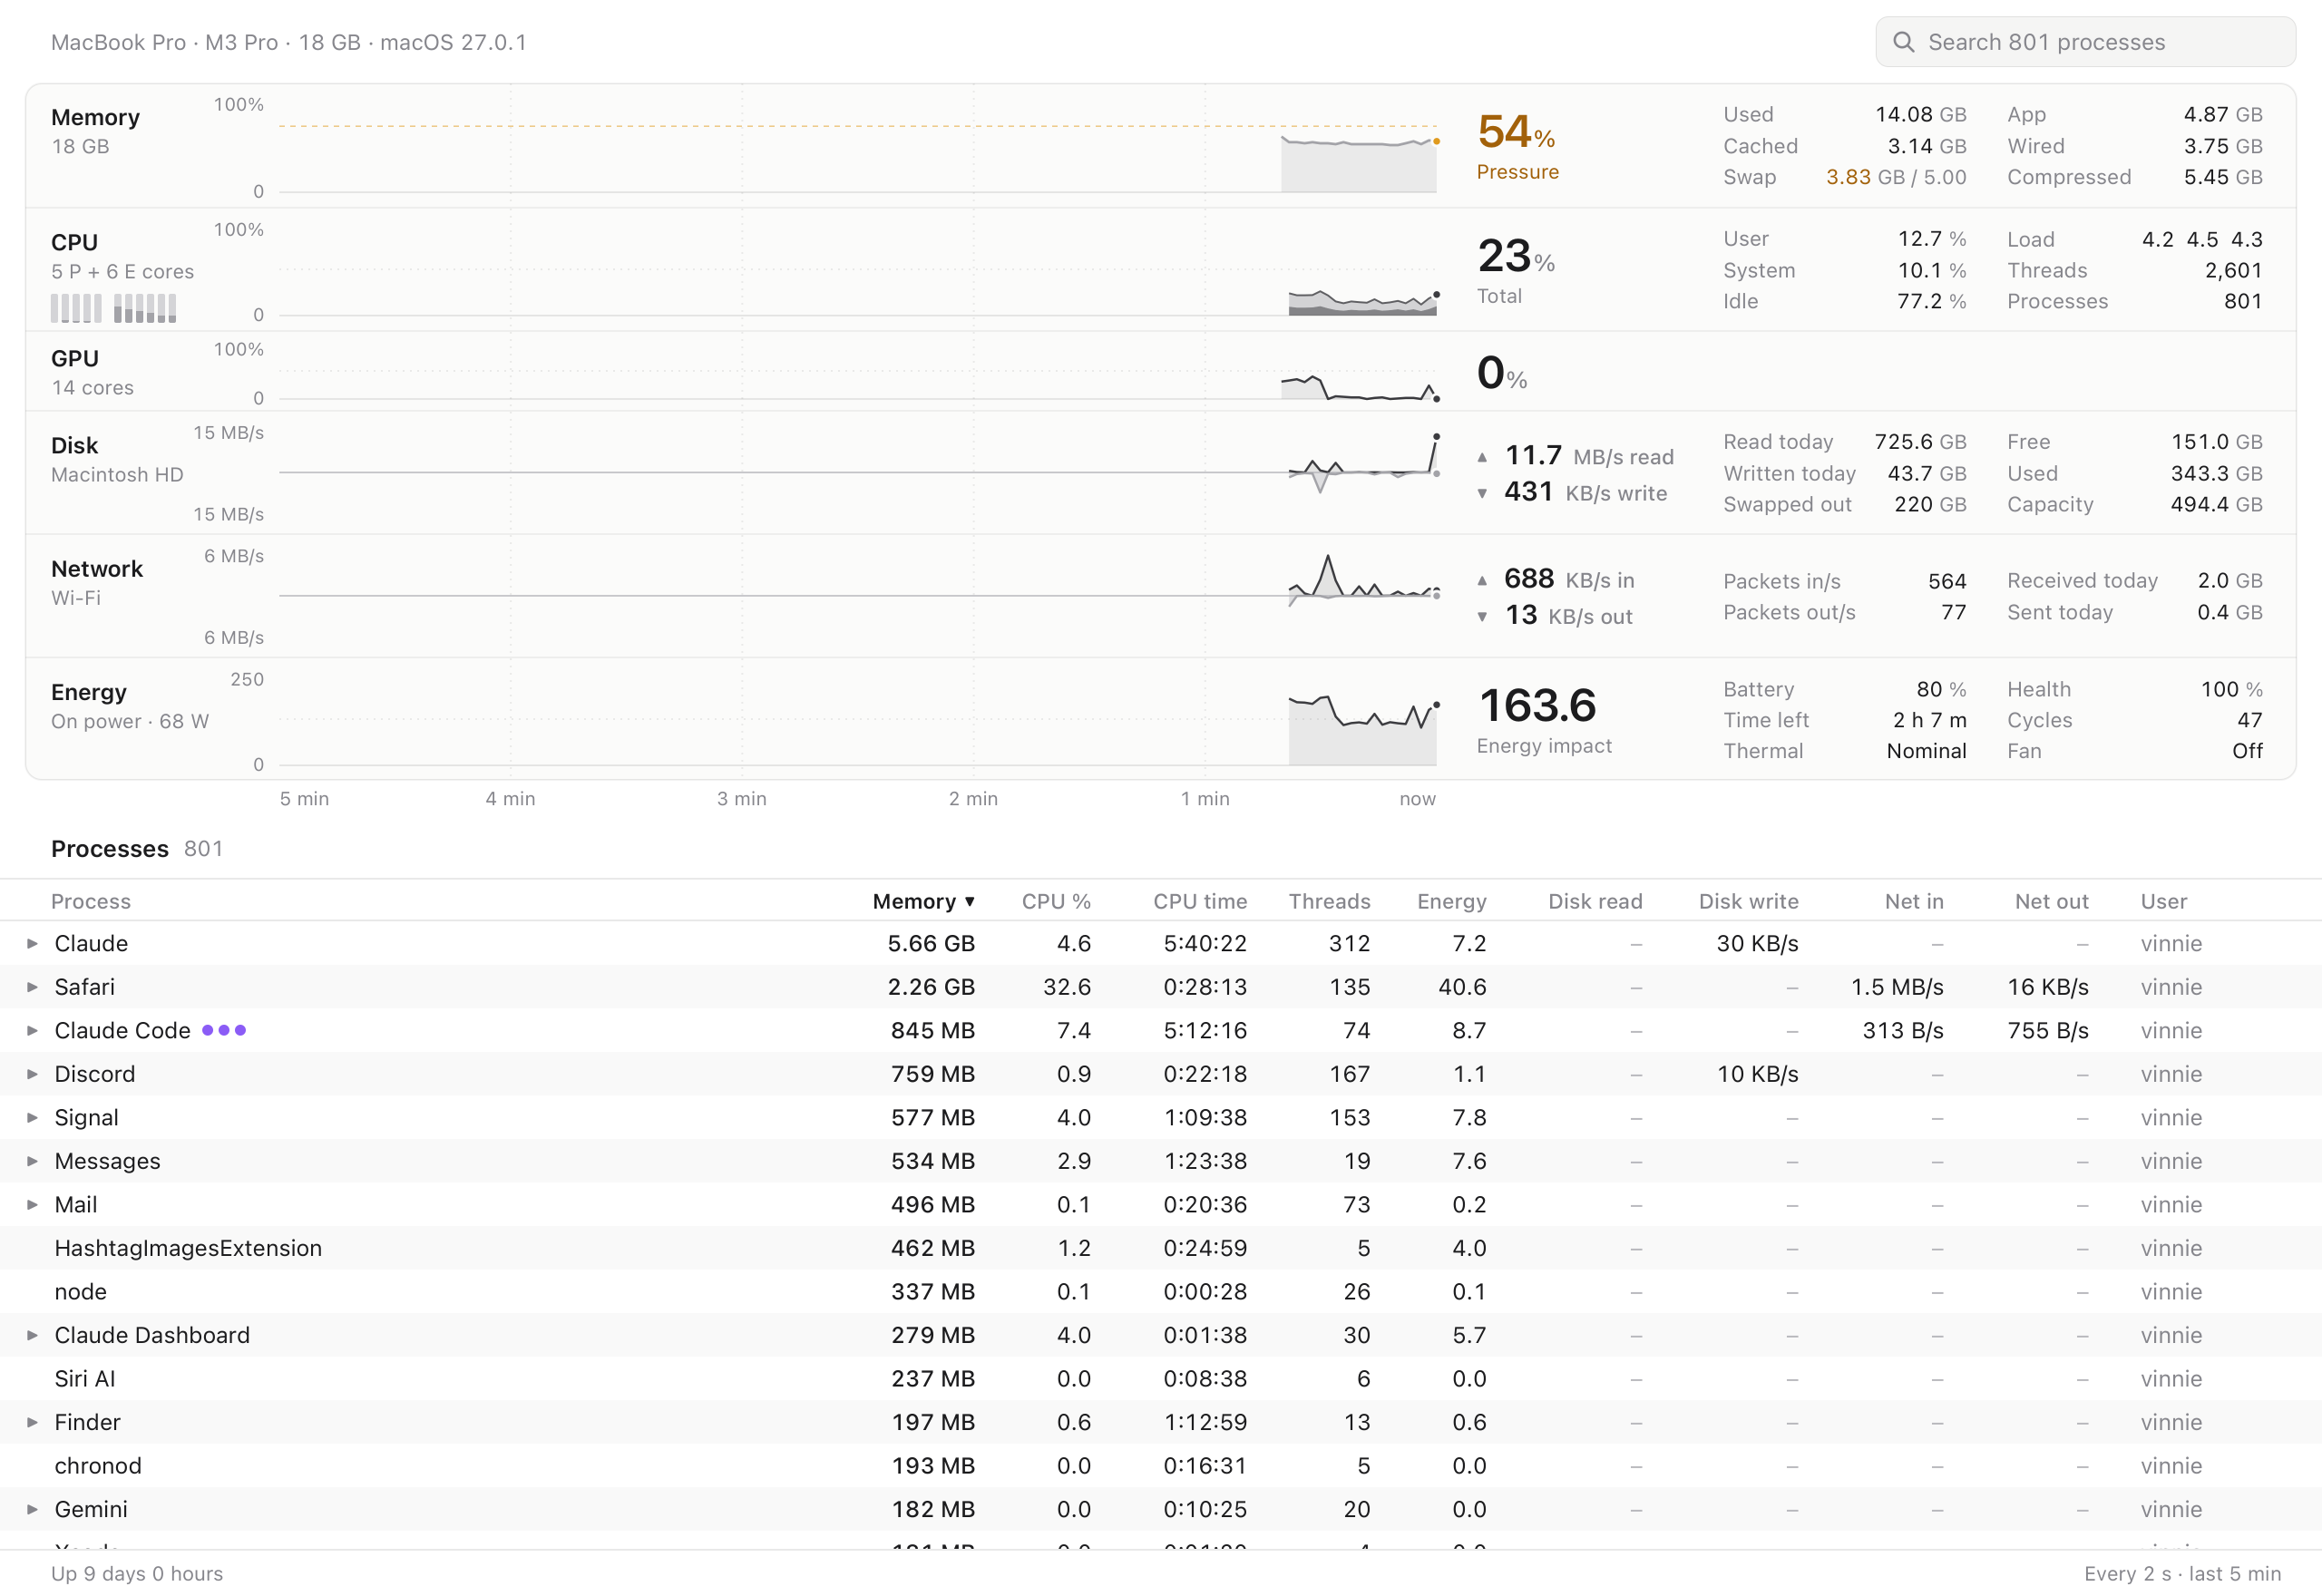 MacBook Pro · M3 Pro · 18 GB · macOS 27.0.1
Search 801 processes
Memory
18 GB
100%
0
54%
Pressure
Used 14.08 GB App 4.87 GB
Cached 3.14 GB Wired 3.75 GB
Swap 3.83 GB / 5.00 Compressed 5.45 GB
CPU
5 P + 6 E cores
100%
0
23%
Total
User 12.7 % Load 4.2 4.5 4.3
System 10.1 % Threads 2,601
Idle 77.2 % Processes 801
GPU
14 cores
100%
0
0%
Disk
Macintosh HD
15 MB/s
15 MB/s
▲ 11.7 MB/s read
▼ 431 KB/s write
Read today 725.6 GB Free 151.0 GB
Written today 43.7 GB Used 343.3 GB
Swapped out 220 GB Capacity 494.4 GB
Network
Wi-Fi
6 MB/s
6 MB/s
▲ 688 KB/s in
▼ 13 KB/s out
Packets in/s 564 Received today 2.0 GB
Packets out/s 77 Sent today 0.4 GB
Energy
On power · 68 W
250
0
163.6
Energy impact
Battery 80 % Health 100 %
Time left 2 h 7 m Cycles 47
Thermal Nominal Fan Off
5 min 4 min 3 min 2 min 1 min now
Processes 801
Process Memory ▼ CPU % CPU time Threads Energy Disk read Disk write Net in Net out User
Claude 5.66 GB 4.6 5:40:22 312 7.2 – 30 KB/s – – vinnie
Safari 2.26 GB 32.6 0:28:13 135 40.6 – – 1.5 MB/s 16 KB/s vinnie
Claude Code 845 MB 7.4 5:12:16 74 8.7 – – 313 B/s 755 B/s vinnie
Discord 759 MB 0.9 0:22:18 167 1.1 – 10 KB/s – – vinnie
Signal 577 MB 4.0 1:09:38 153 7.8 – – – – vinnie
Messages 534 MB 2.9 1:23:38 19 7.6 – – – – vinnie
Mail 496 MB 0.1 0:20:36 73 0.2 – – – – vinnie
HashtagImagesExtension 462 MB 1.2 0:24:59 5 4.0 – – – – vinnie
node 337 MB 0.1 0:00:28 26 0.1 – – – – vinnie
Claude Dashboard 279 MB 4.0 0:01:38 30 5.7 – – – – vinnie
Siri AI 237 MB 0.0 0:08:38 6 0.0 – – – – vinnie
Finder 197 MB 0.6 1:12:59 13 0.6 – – – – vinnie
chronod 193 MB 0.0 0:16:31 5 0.0 – – – – vinnie
Gemini 182 MB 0.0 0:10:25 20 0.0 – – – – vinnie
Up 9 days 0 hours
Every 2 s · last 5 min